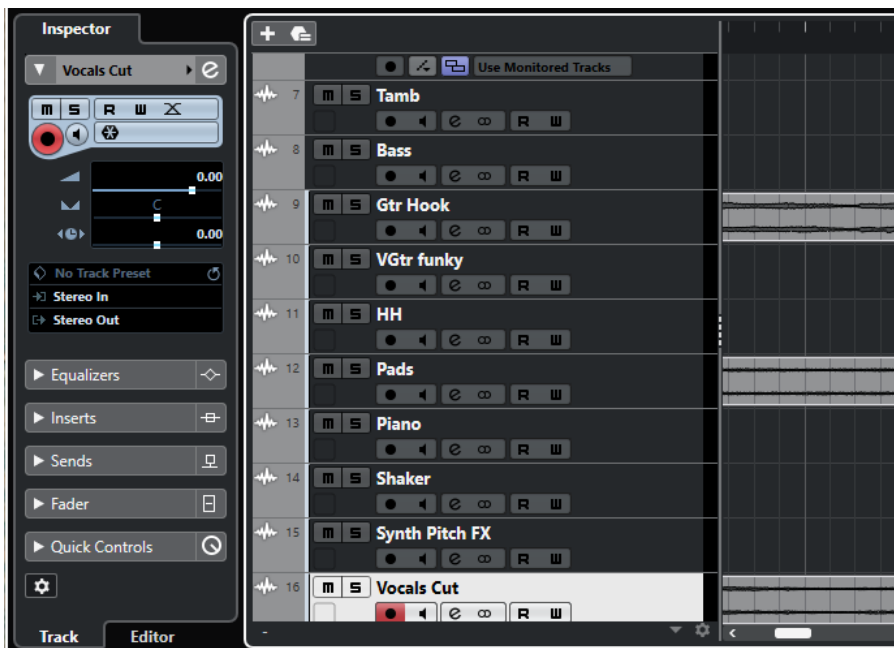 Inspector
Vocals Cut
m S R W
0.00
C
0.00
No Track Preset
Stereo In
Stereo Out
Equalizers
Inserts
Sends
Fader
Quick Controls
Track Editor
Use Monitored Tracks
7 m S Tamb
e R W
8 m S Bass
e R W
9 m S Gtr Hook
e R W
10 m S VGtr funky
e R W
11 m S HH
e R W
12 m S Pads
e R W
13 m S Piano
e R W
14 m S Shaker
e R W
15 m S Synth Pitch FX
e R W
16 m S Vocals Cut
e R W
-